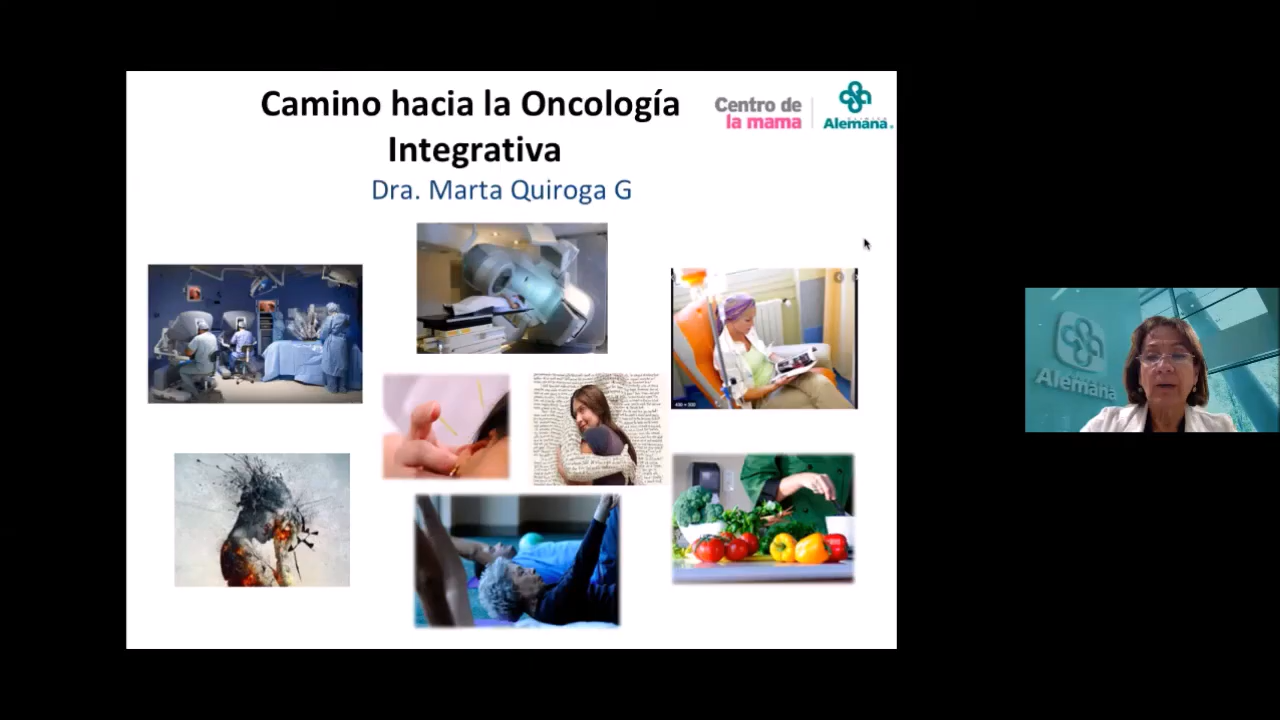 Camino hacia la Oncología
Integrativa
Dra. Marta Quiroga G
Centro de
la mama
Alemana
Alemana